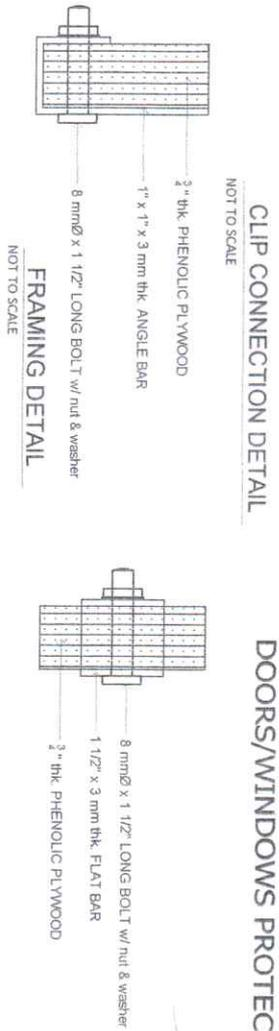 CLIP CONNECTION DETAIL
NOT TO SCALE
3/4" thk. PHENOLIC PLYWOOD
1" x 1" x 3 mm thk. ANGLE BAR
8 mmØ x 1 1/2" LONG BOLT w/ nut & washer
FRAMING DETAIL
NOT TO SCALE
DOORS/WINDOWS PROTEC
8 mmØ x 1 1/2" LONG BOLT w/ nut & washer
1 1/2" x 3 mm thk. FLAT BAR
3/4" thk. PHENOLIC PLYWOOD